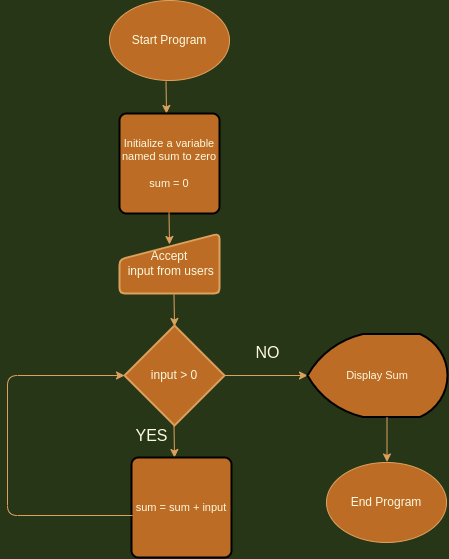 Start Program
Initialize a variable
named sum to zero
sum = 0
Accept
input from users
input > 0
NO
Display Sum
YES
sum = sum + input
End Program